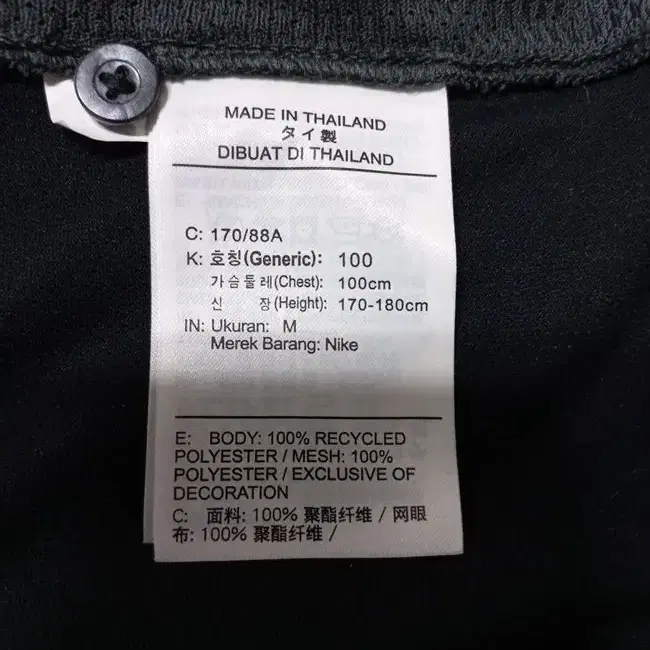 MADE IN THAILAND
タイ製
DIBUAT DI THAILAND
C: 170/88A
K: 호칭(Generic): 100
가슴둘레(Chest): 100cm
신 장(Height): 170-180cm
IN: Ukuran: M
Merek Barang: Nike
E: BODY: 100% RECYCLED
POLYESTER / MESH: 100%
POLYESTER / EXCLUSIVE OF
DECORATION
C: 面料: 100% 聚酯纤维 / 网眼
布: 100% 聚酯纤维 /